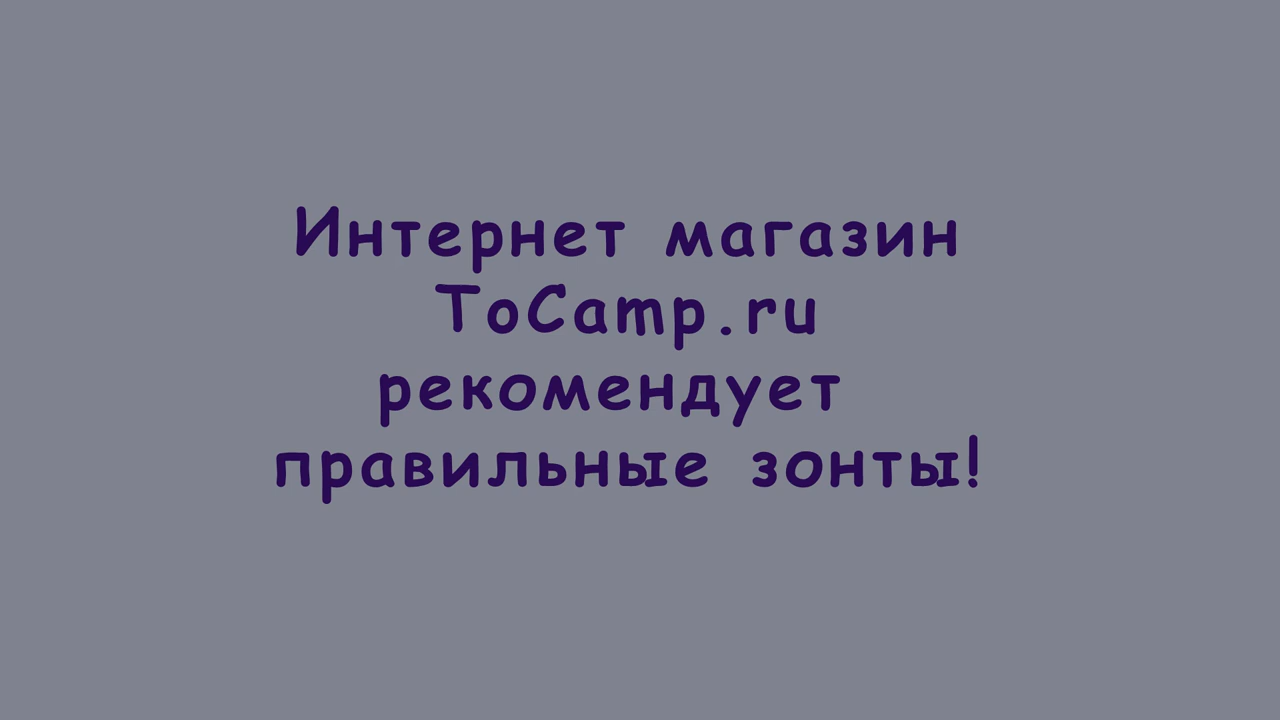 Интернет магазин
ToCamp.ru
рекомендует
правильные зонты!